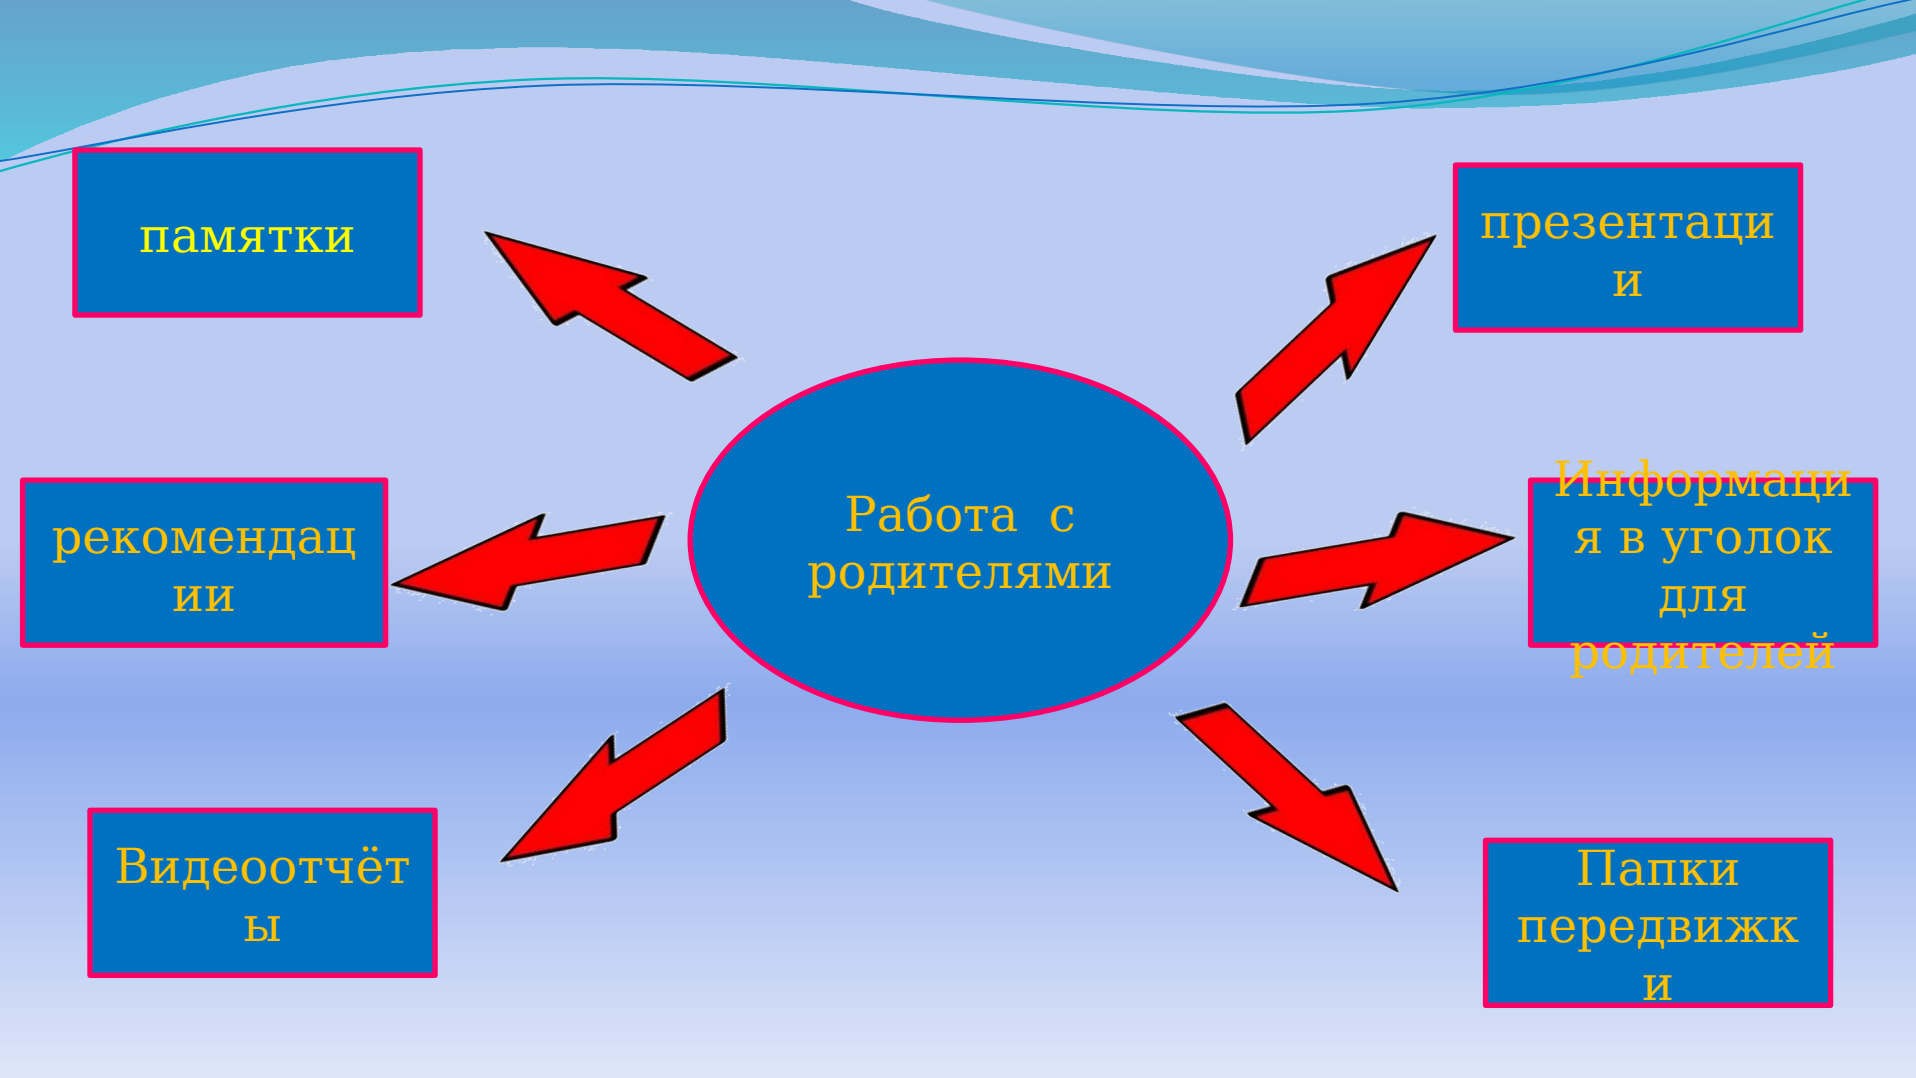 памятки
презентаци
и
рекомендац
ии
Работа  с
родителями
Информаци
я в уголок
для
родителей
Видеоотчёт
ы
Папки
передвижк
и